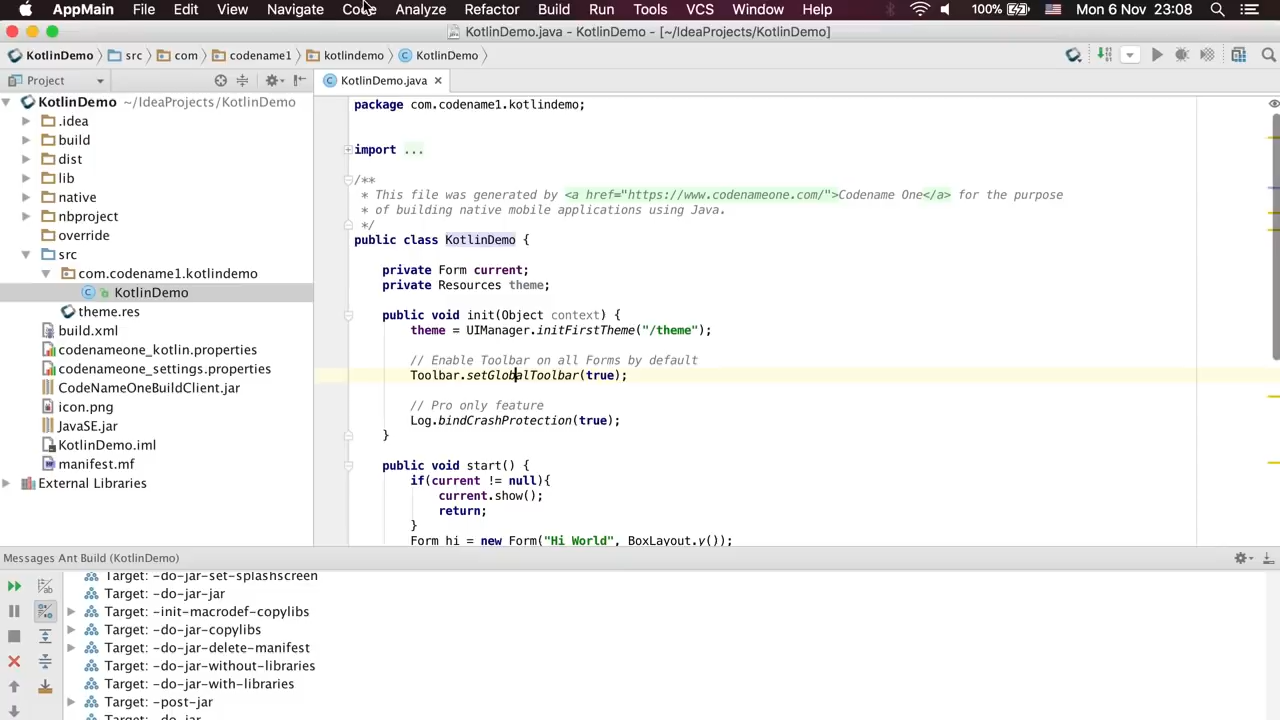 AppMain File Edit View Navigate Code Analyze Refactor Build Run Tools VCS Window Help 100% Mon 6 Nov 23:08
KotlinDemo.java - KotlinDemo - [~/IdeaProjects/KotlinDemo]
KotlinDemo src com codename1 kotlindemo KotlinDemo
Project
KotlinDemo.java
KotlinDemo ~/IdeaProjects/KotlinDemo
.idea
build
dist
lib
native
nbproject
override
src
com.codename1.kotlindemo
KotlinDemo
theme.res
build.xml
codenameone_kotlin.properties
codenameone_settings.properties
CodeNameOneBuildClient.jar
icon.png
JavaSE.jar
KotlinDemo.iml
manifest.mf
External Libraries
package com.codename1.kotlindemo;
import ...
/**
* This file was generated by <a href="https://www.codenameone.com/">Codename One</a> for the purpose
* of building native mobile applications using Java.
*/
public class KotlinDemo {
private Form current;
private Resources theme;
public void init(Object context) {
theme = UIManager.initFirstTheme("/theme");
// Enable Toolbar on all Forms by default
Toolbar.setGlobalToolbar(true);
// Pro only feature
Log.bindCrashProtection(true);
}
public void start() {
if(current != null){
current.show();
return;
}
Form hi = new Form("Hi World", BoxLayout.y());
Messages Ant Build (KotlinDemo)
Target: -do-jar-set-splashscreen
Target: -do-jar-jar
Target: -init-macrodef-copylibs
Target: -do-jar-copylibs
Target: -do-jar-delete-manifest
Target: -do-jar-without-libraries
Target: -do-jar-with-libraries
Target: -post-jar
Target: -do-jar